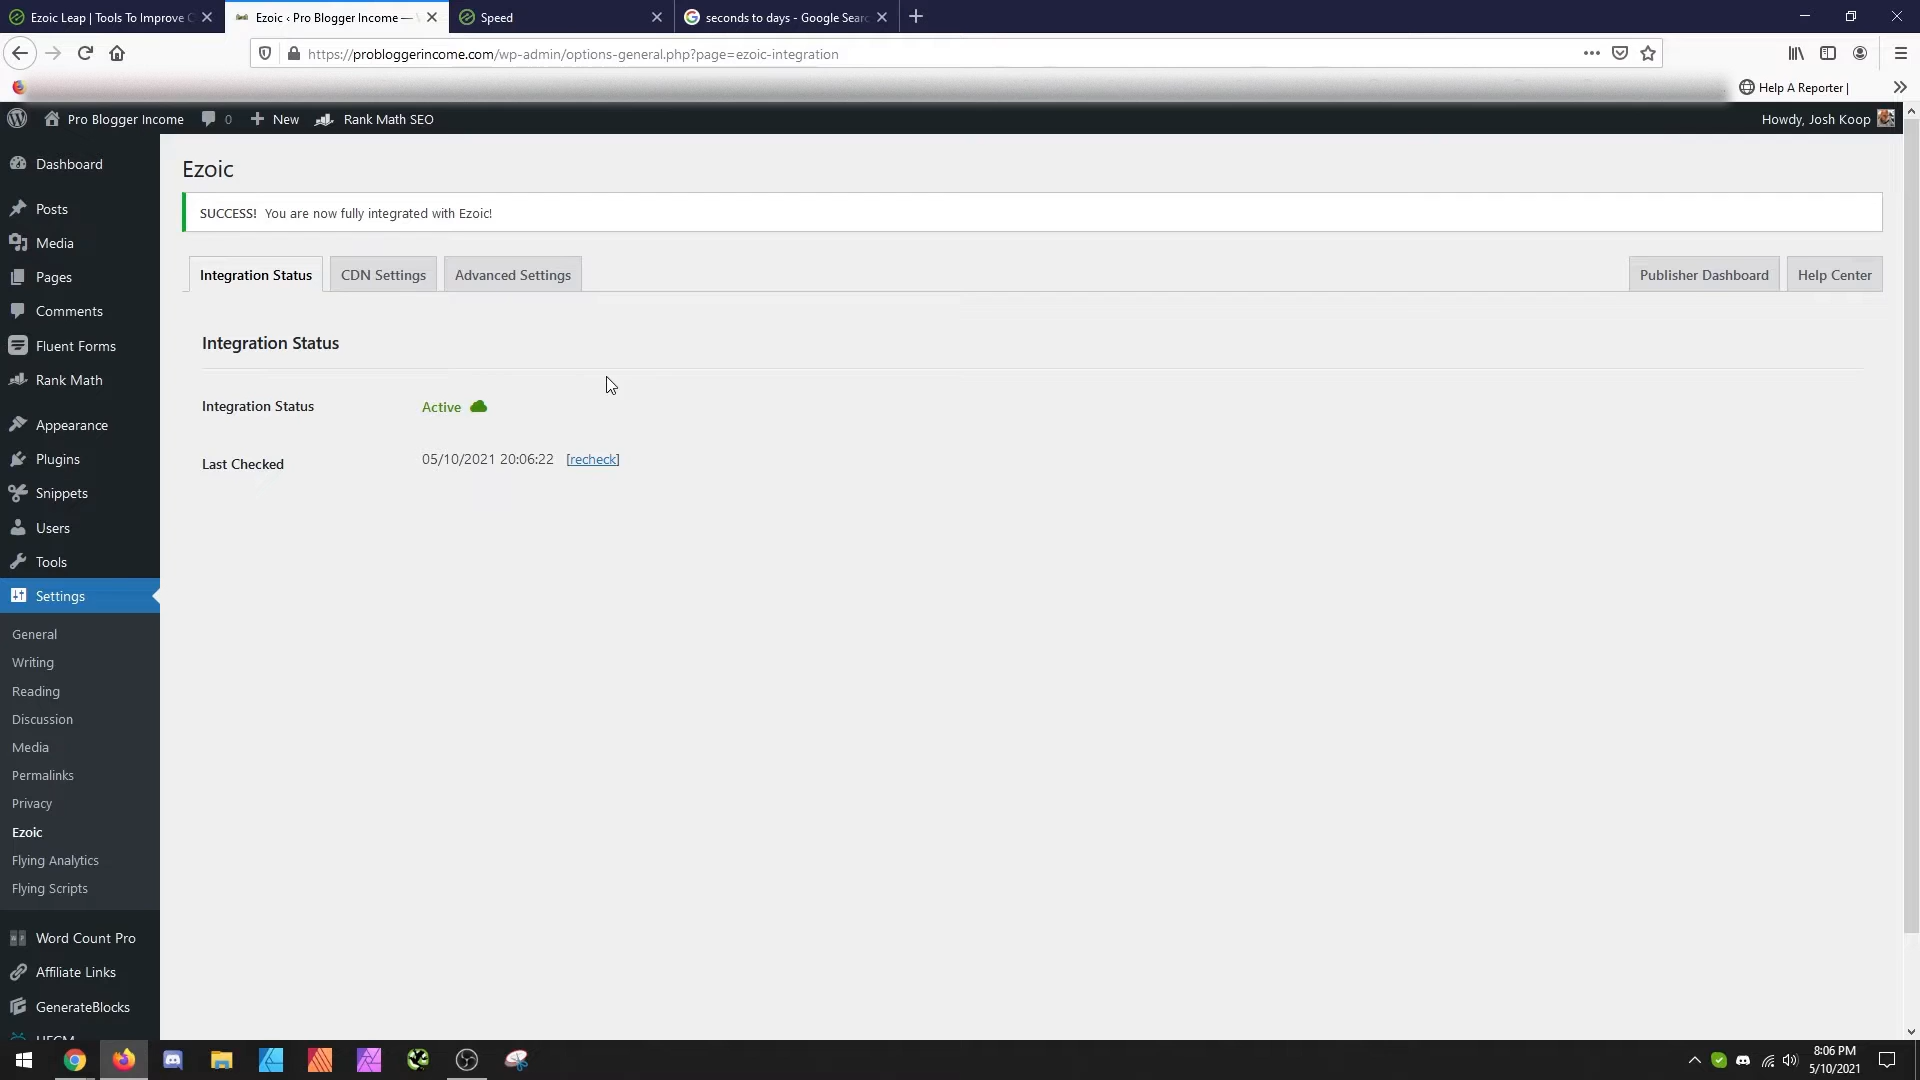 Ezoic Leap | Tools To Improve
Ezoic ‹ Pro Blogger Income —
Speed
seconds to days - Google Sear
https://probloggerincome.com/wp-admin/options-general.php?page=ezoic-integration
Help A Reporter |
Pro Blogger Income
0
New
Rank Math SEO
Howdy, Josh Koop
Dashboard
Posts
Media
Pages
Comments
Fluent Forms
Rank Math
Appearance
Plugins
Snippets
Users
Tools
Settings
General
Writing
Reading
Discussion
Media
Permalinks
Privacy
Ezoic
Flying Analytics
Flying Scripts
Word Count Pro
Affiliate Links
GenerateBlocks
Ezoic
SUCCESS! You are now fully integrated with Ezoic!
Integration Status
CDN Settings
Advanced Settings
Publisher Dashboard
Help Center
Integration Status
Integration Status
Active
Last Checked
05/10/2021 20:06:22 [recheck]
8:06 PM
5/10/2021